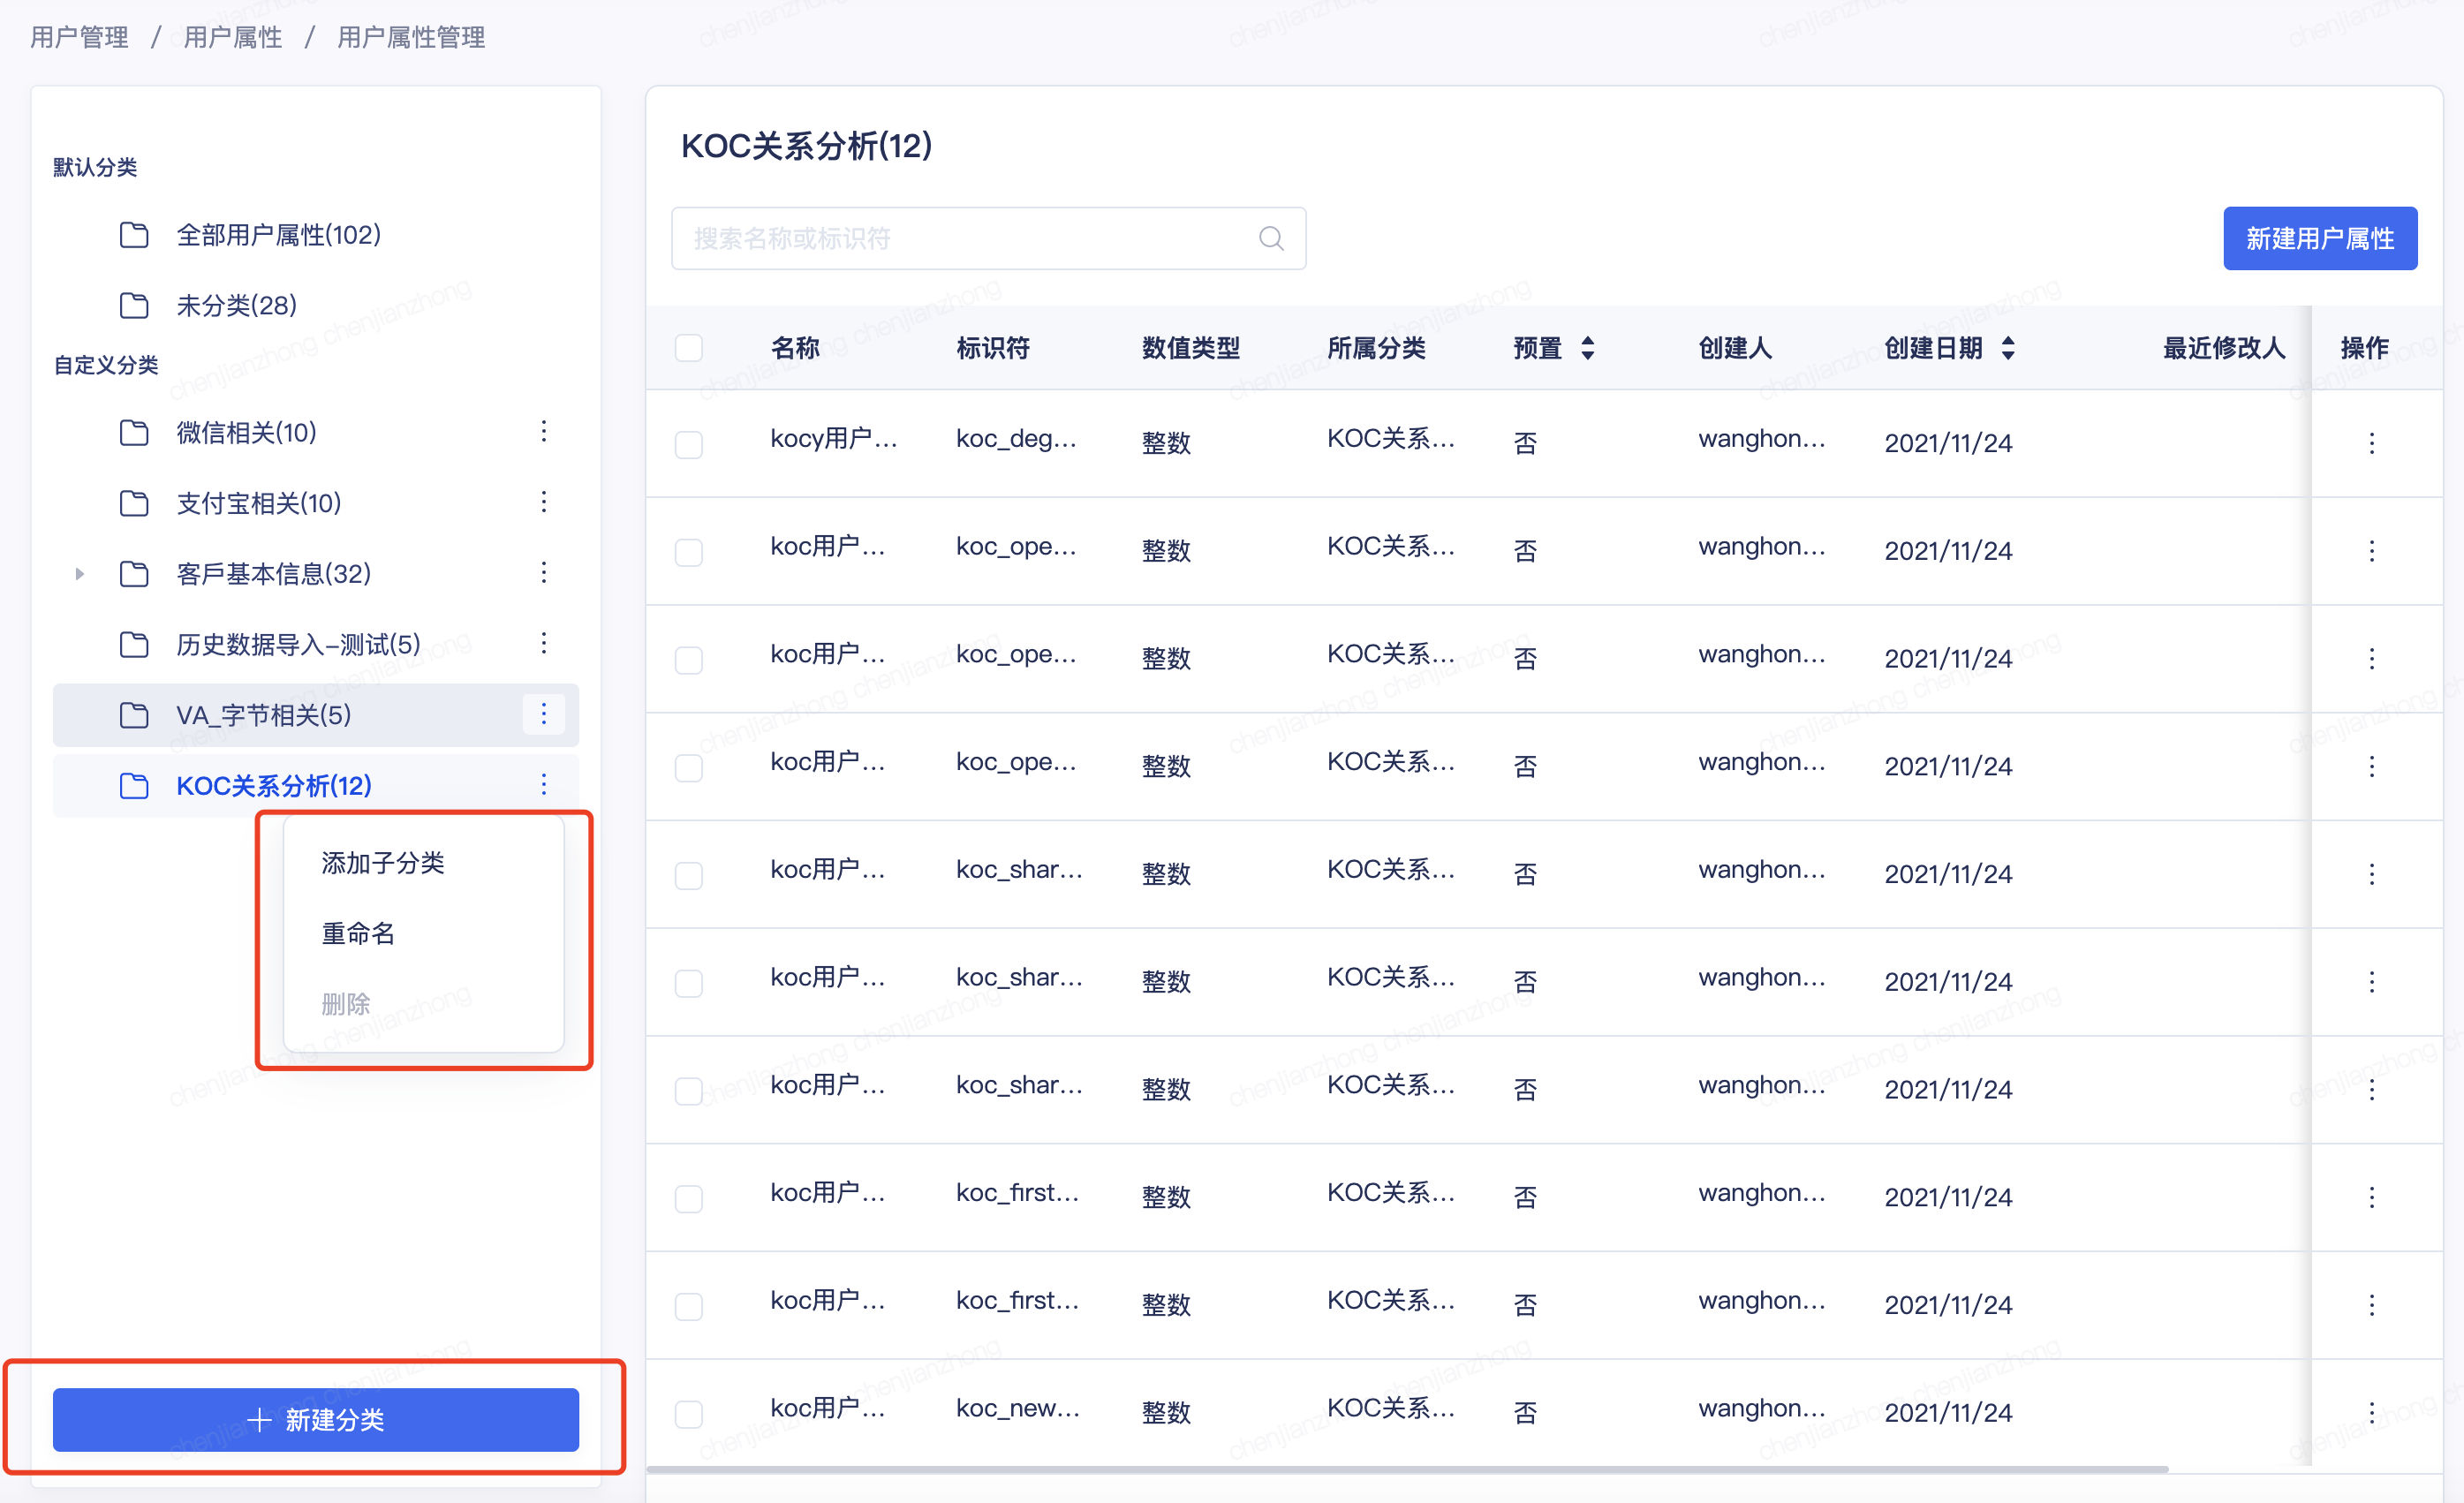 用户管理 / 用户属性 / 用户属性管理
默认分类
全部用户属性(102)
未分类(28)
自定义分类
微信相关(10)
支付宝相关(10)
客戶基本信息(32)
历史数据导入-测试(5)
VA_字节相关(5)
KOC关系分析(12)
添加子分类
重命名
删除
+ 新建分类
KOC关系分析(12)
搜索名称或标识符
新建用户属性
名称 标识符 数值类型 所属分类 预置 创建人 创建日期 最近修改人 操作
kocy用户... koc_deg... 整数 KOC关系... 否 wanghon... 2021/11/24
koc用户... koc_ope... 整数 KOC关系... 否 wanghon... 2021/11/24
koc用户... koc_ope... 整数 KOC关系... 否 wanghon... 2021/11/24
koc用户... koc_ope... 整数 KOC关系... 否 wanghon... 2021/11/24
koc用户... koc_shar... 整数 KOC关系... 否 wanghon... 2021/11/24
koc用户... koc_shar... 整数 KOC关系... 否 wanghon... 2021/11/24
koc用户... koc_shar... 整数 KOC关系... 否 wanghon... 2021/11/24
koc用户... koc_first... 整数 KOC关系... 否 wanghon... 2021/11/24
koc用户... koc_first... 整数 KOC关系... 否 wanghon... 2021/11/24
koc用户... koc_new... 整数 KOC关系... 否 wanghon... 2021/11/24
chenjianzhong chenjianzhong